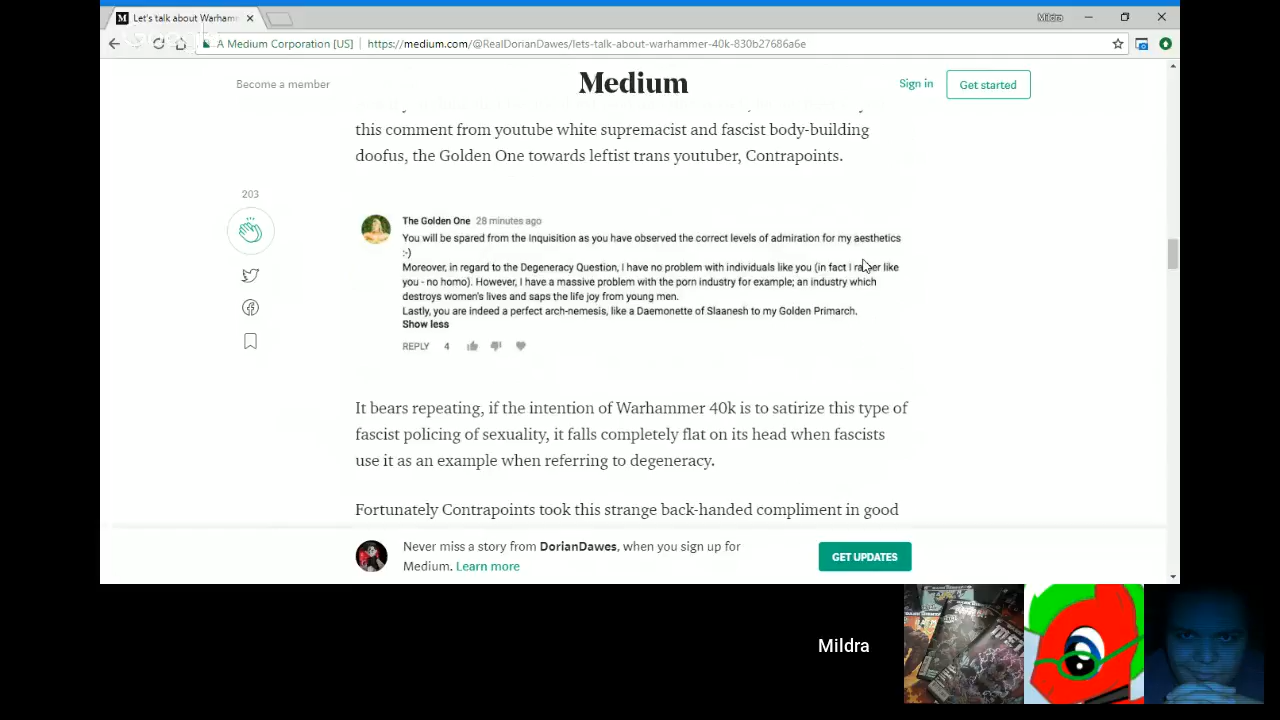 Let's talk about Warham
Mildra
A Medium Corporation [US]
https://medium.com/@RealDorianDawes/lets-talk-about-warhammer-40k-830b27686a6e
Become a member
Medium
Sign in
Get started
this comment from youtube white supremacist and fascist body-building
doofus, the Golden One towards leftist trans youtuber, Contrapoints.
203
The Golden One 28 minutes ago
You will be spared from the Inquisition as you have observed the correct levels of admiration for my aesthetics
:-)
Moreover, in regard to the Degeneracy Question, I have no problem with individuals like you (in fact I rather like
you - no homo). However, I have a massive problem with the porn industry for example; an industry which
destroys women's lives and saps the life joy from young men.
Lastly, you are indeed a perfect arch-nemesis, like a Daemonette of Slaanesh to my Golden Primarch.
Show less
REPLY 4
It bears repeating, if the intention of Warhammer 40k is to satirize this type of
fascist policing of sexuality, it falls completely flat on its head when fascists
use it as an example when referring to degeneracy.
Fortunately Contrapoints took this strange back-handed compliment in good
Never miss a story from DorianDawes, when you sign up for
Medium. Learn more
GET UPDATES
Mildra